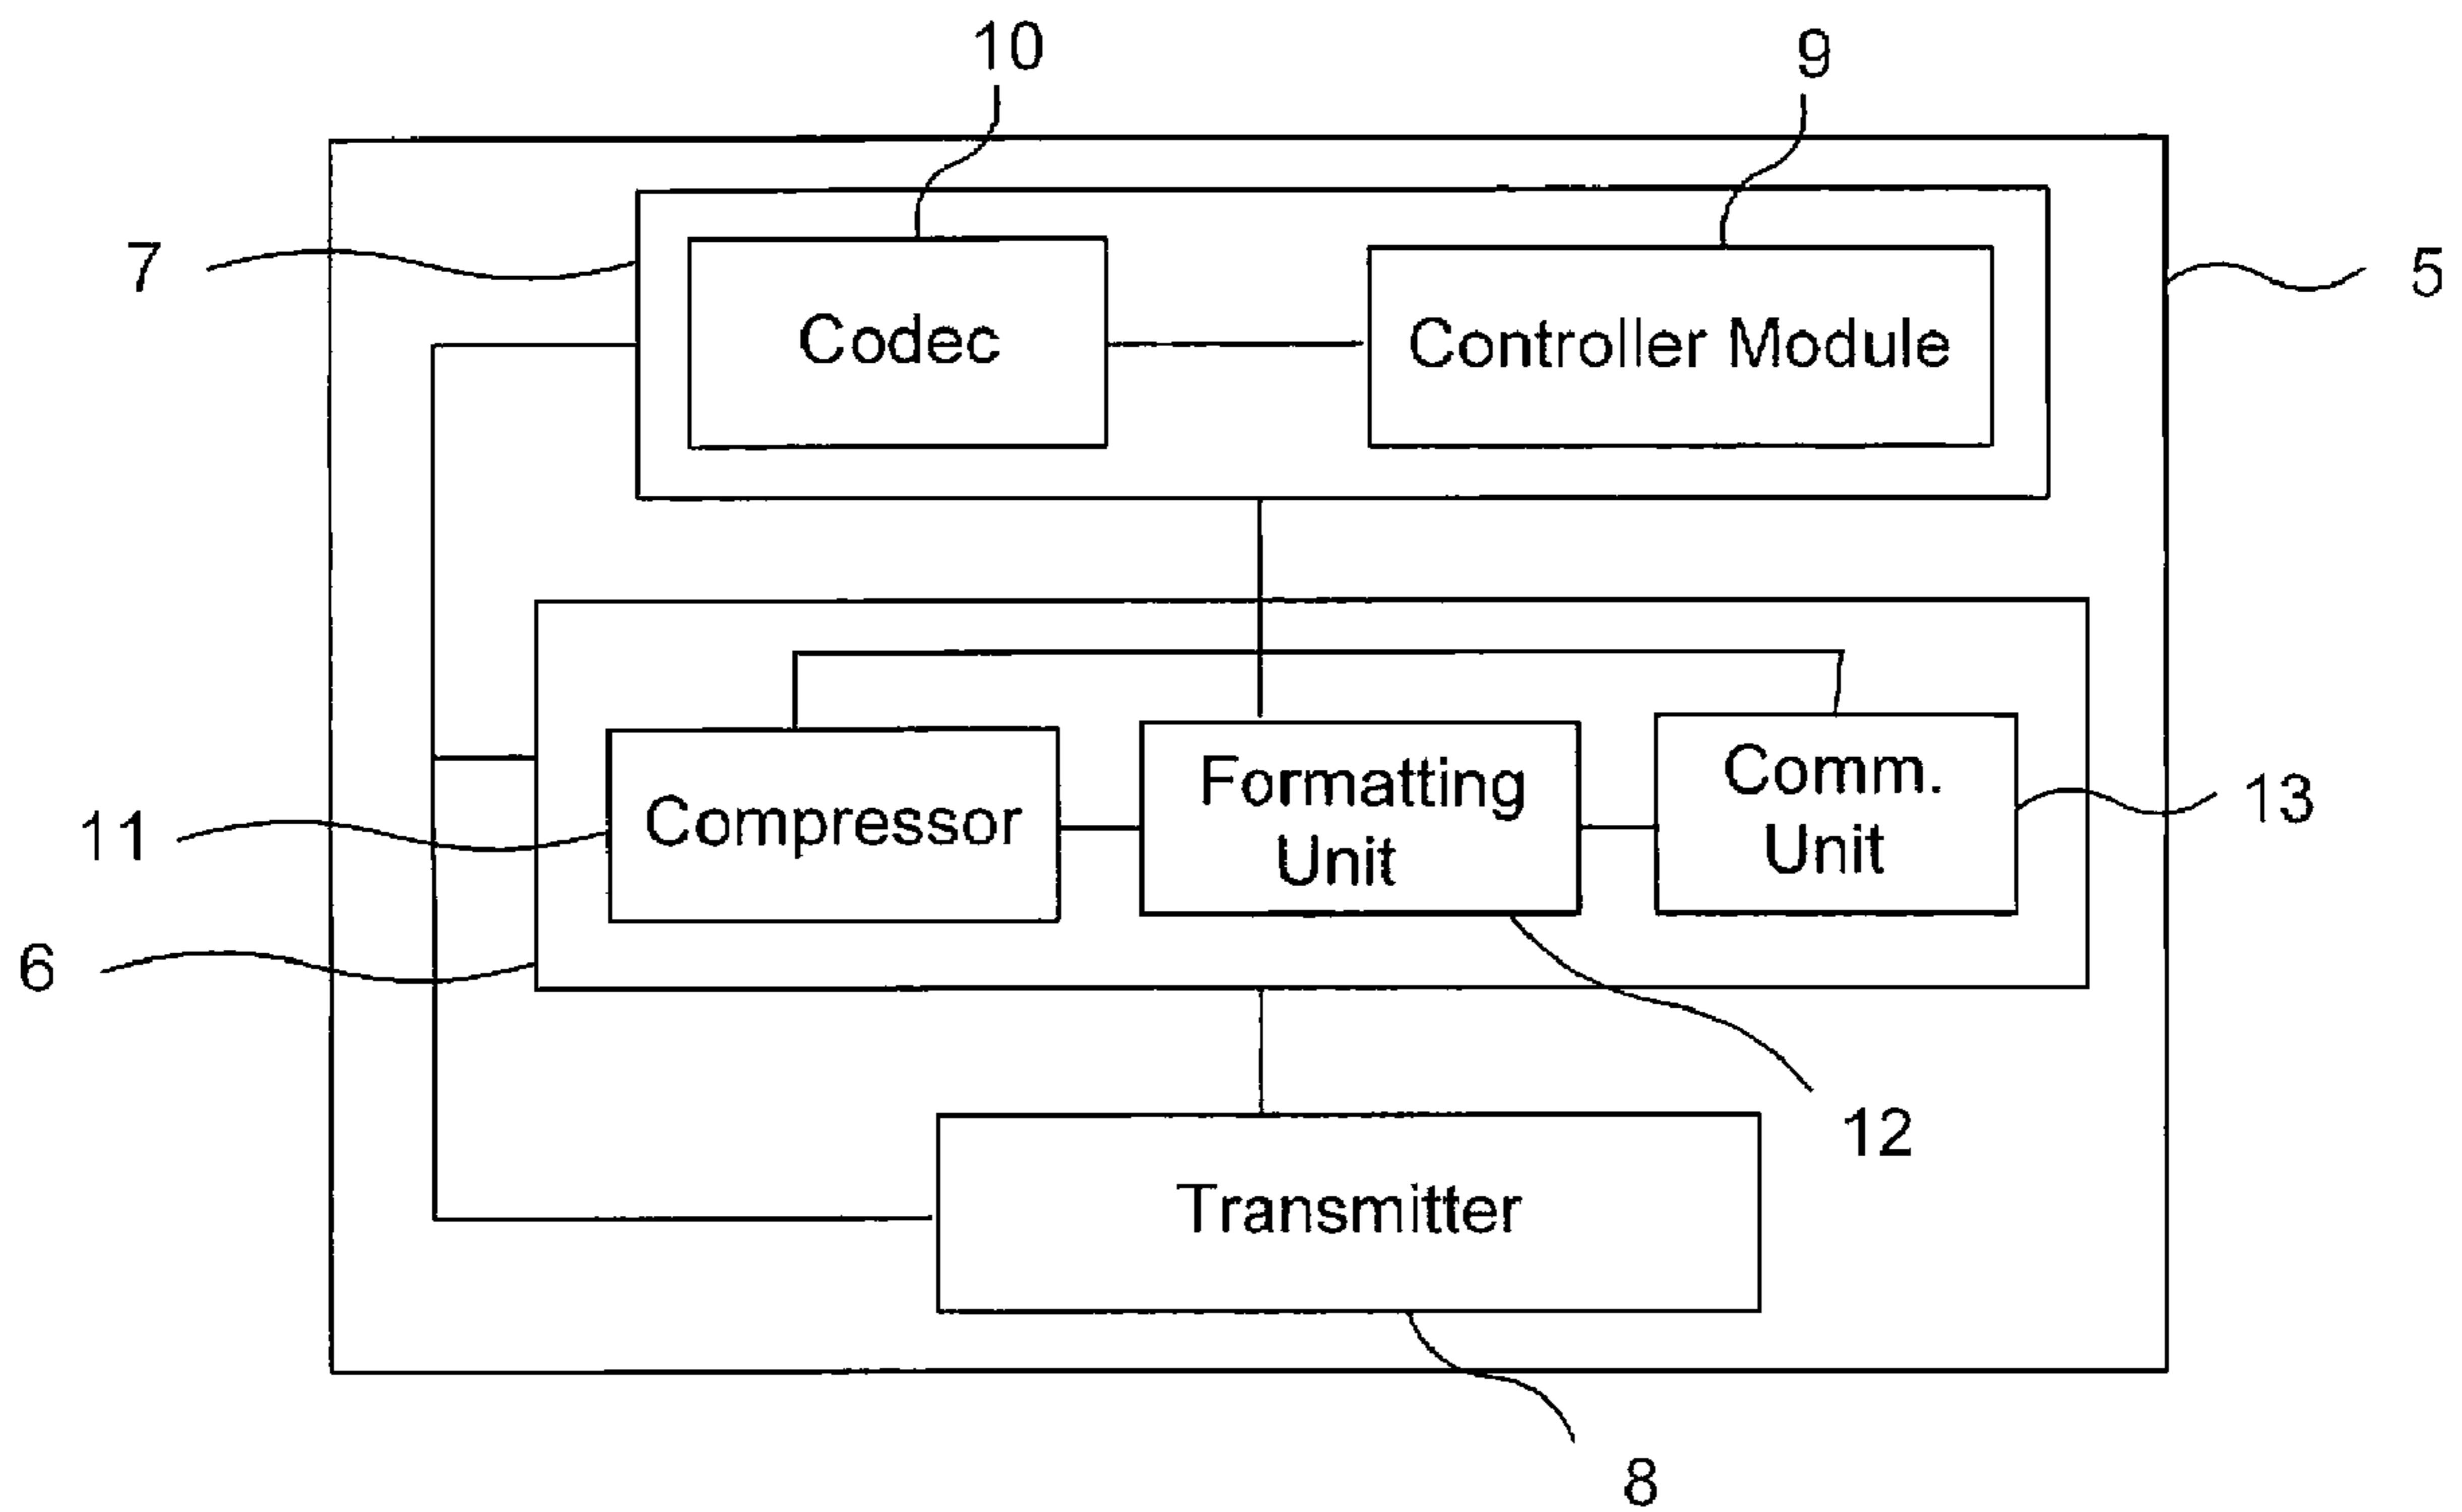 10
9
7
5
Codec
Controller Module
Formatting
Unit
Comm.
Unit
Compressor
13
11
6
12
Transmitter
8